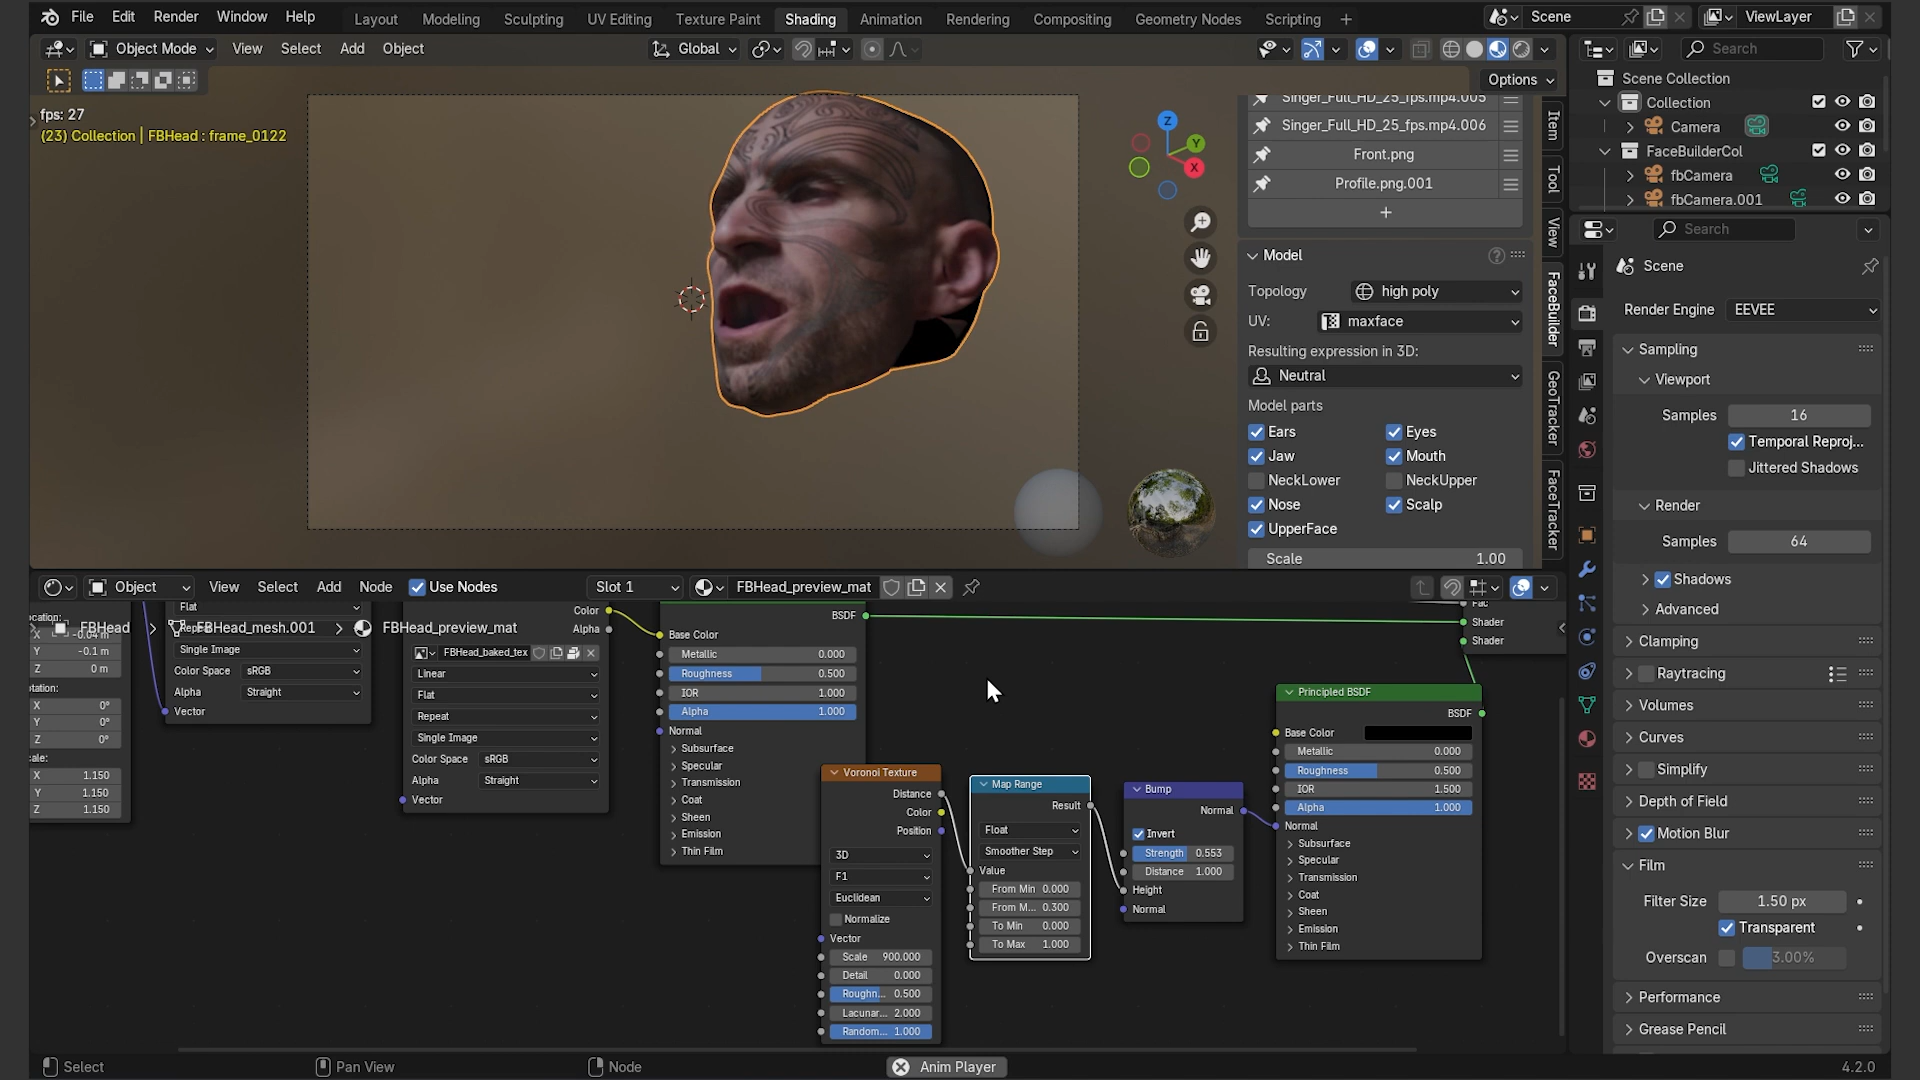 File Edit Render Window Help
Layout Modeling Sculpting UV Editing Texture Paint Shading Animation Rendering Compositing Geometry Nodes Scripting +
Scene
ViewLayer
Object Mode View Select Add Object
Global
Search
Options
fps: 27
(23) Collection | FBHead : frame_0122
Z
Y
X
Singer_Full_HD_25_fps.mp4.005
Singer_Full_HD_25_fps.mp4.006
Front.png
Profile.png.001
+
Model
Topology high poly
UV: maxface
Resulting expression in 3D:
Neutral
Model parts
Ears Eyes
Jaw Mouth
NeckLower NeckUpper
Nose Scalp
UpperFace
Scale 1.00
Item
Tool
View
FaceBuilder
GeoTracker
FaceTracker
Scene Collection
Collection
Camera
FaceBuilderCol
fbCamera
fbCamera.001
Search
Scene
Render Engine EEVEE
Sampling
Viewport
Samples 16
Temporal Reproj...
Jittered Shadows
Render
Samples 64
Shadows
Advanced
Clamping
Raytracing
Volumes
Curves
Simplify
Depth of Field
Motion Blur
Film
Filter Size 1.50 px
Transparent
Overscan 3.00%
Performance
Grease Pencil
Object View Select Add Node Use Nodes Slot 1 FBHead_preview_mat
FBHead > FBHead_mesh.001 > FBHead_preview_mat
X -0.04 m
Y -0.1 m
Z 0 m
otation:
X 0°
Y 0°
Z 0°
cale:
X 1.150
Y 1.150
Z 1.150
Flat
Single Image
Color Space sRGB
Alpha Straight
Vector
Color
Alpha
FBHead_baked_tex
Linear
Flat
Repeat
Single Image
Color Space sRGB
Alpha Straight
Vector
BSDF
Base Color
Metallic 0.000
Roughness 0.500
IOR 1.000
Alpha 1.000
Normal
Subsurface
Specular
Transmission
Coat
Sheen
Emission
Thin Film
Voronoi Texture
Distance
Color
Position
3D
F1
Euclidean
Normalize
Vector
Scale 900.000
Detail 0.000
Roughn... 0.500
Lacunar... 2.000
Random... 1.000
Map Range
Result
Float
Smoother Step
Value
From Min 0.000
From M... 0.300
To Min 0.000
To Max 1.000
Bump
Normal
Invert
Strength 0.553
Distance 1.000
Height
Normal
Fac
Shader
Shader
Principled BSDF
BSDF
Base Color
Metallic 0.000
Roughness 0.500
IOR 1.500
Alpha 1.000
Normal
Subsurface
Specular
Transmission
Coat
Sheen
Emission
Thin Film
Select Pan View Node Anim Player 4.2.0